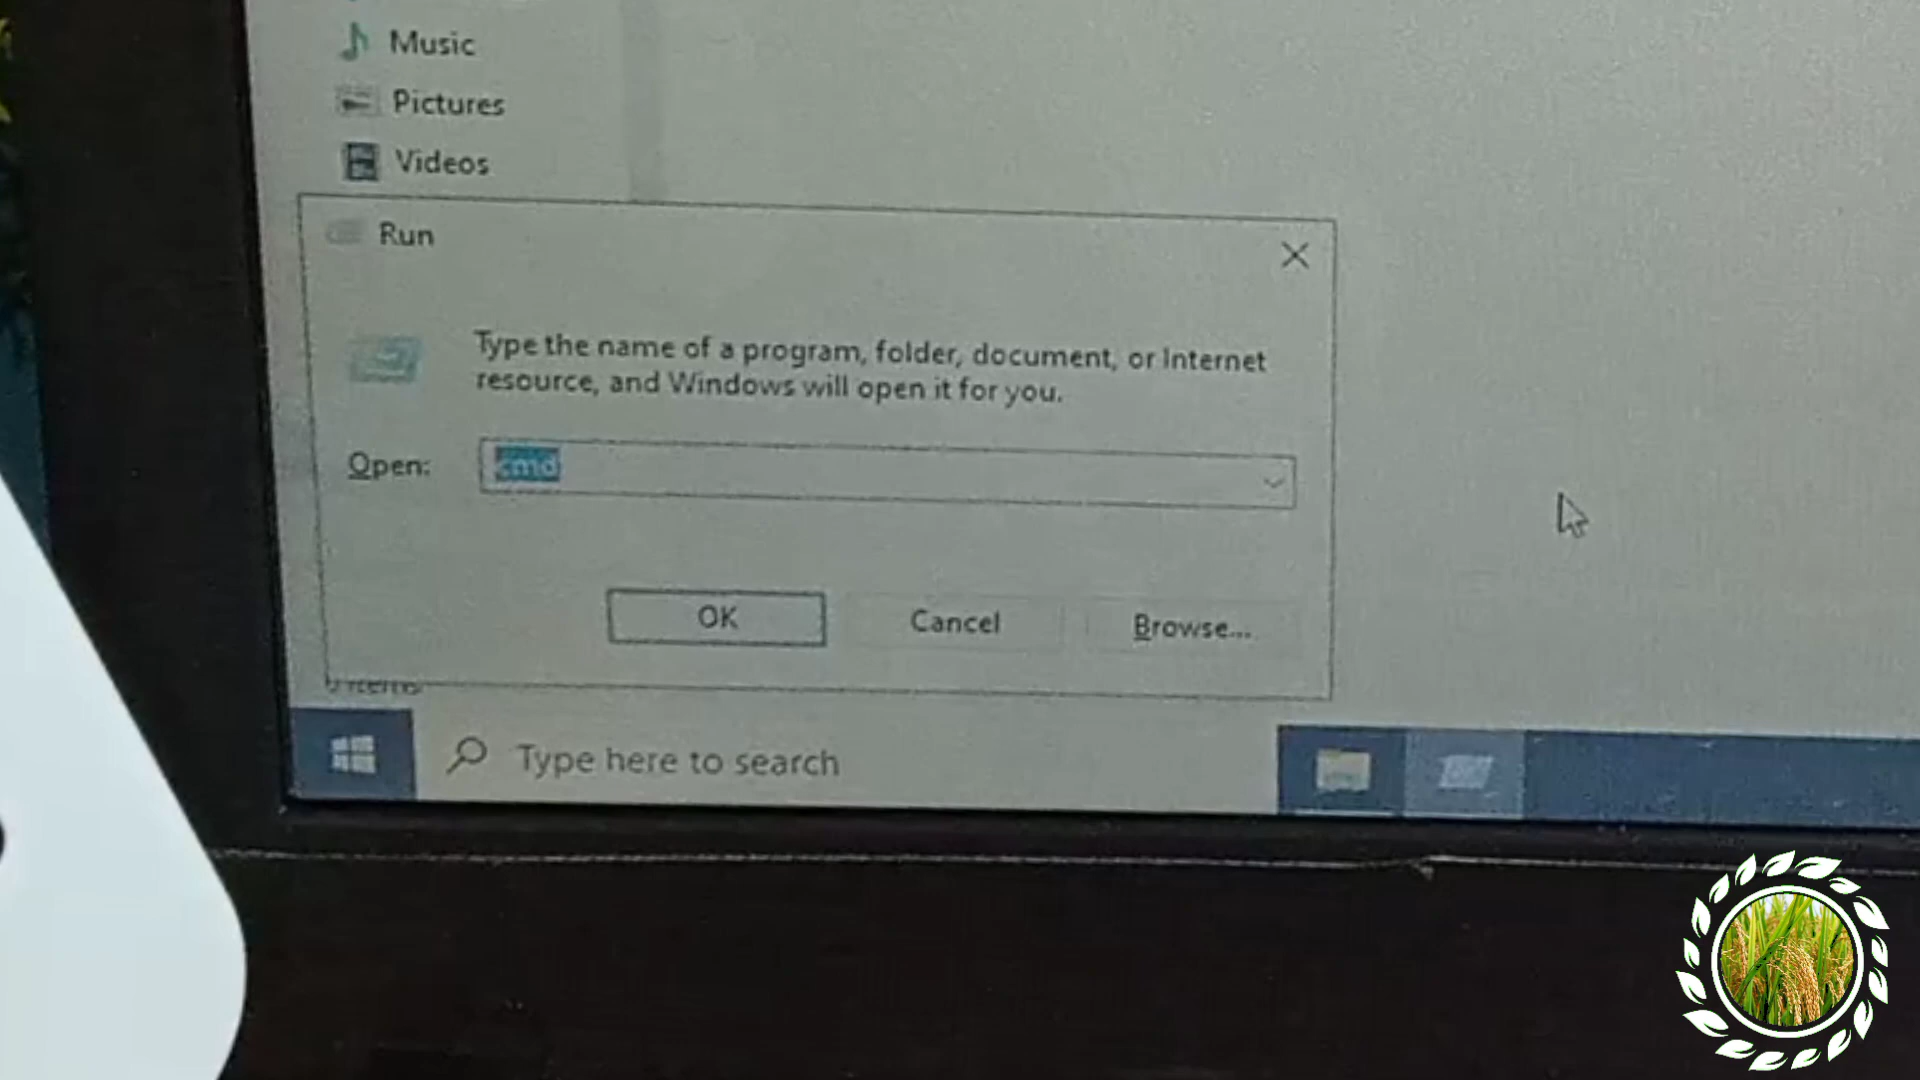 Music
Pictures
Videos
Run
Type the name of a program, folder, document, or Internet
resource, and Windows will open it for you.
Open:
cmd
OK
Cancel
Browse...
items
Type here to search